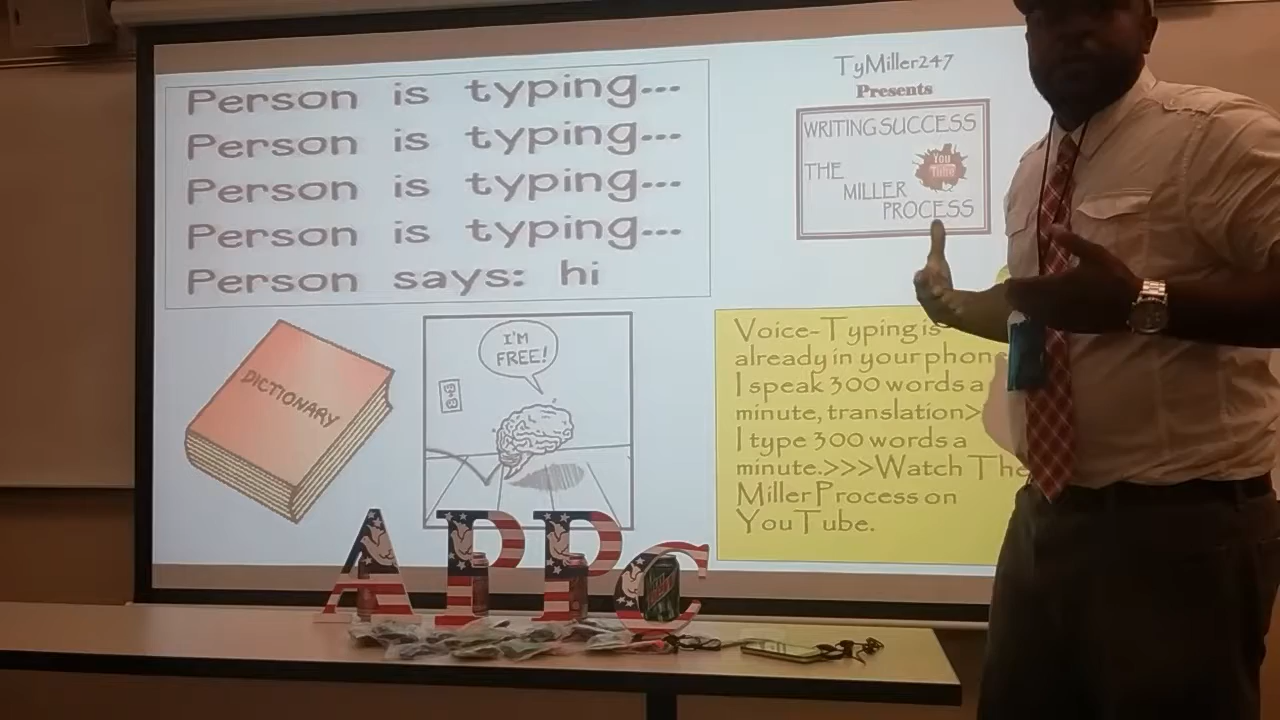 Person is typing...
Person is typing...
Person is typing...
Person is typing...
Person says: hi
TyMiller247
Presents
WRITING SUCCESS
THE
You
Tube
MILLER
PROCESS
DICTIONARY
I'M
FREE!
Voice-Typing is
already in your phone
I speak 300 words a
minute, translation>
I type 300 words a
minute.>>>Watch The
Miller Process on
YouTube.
APPC